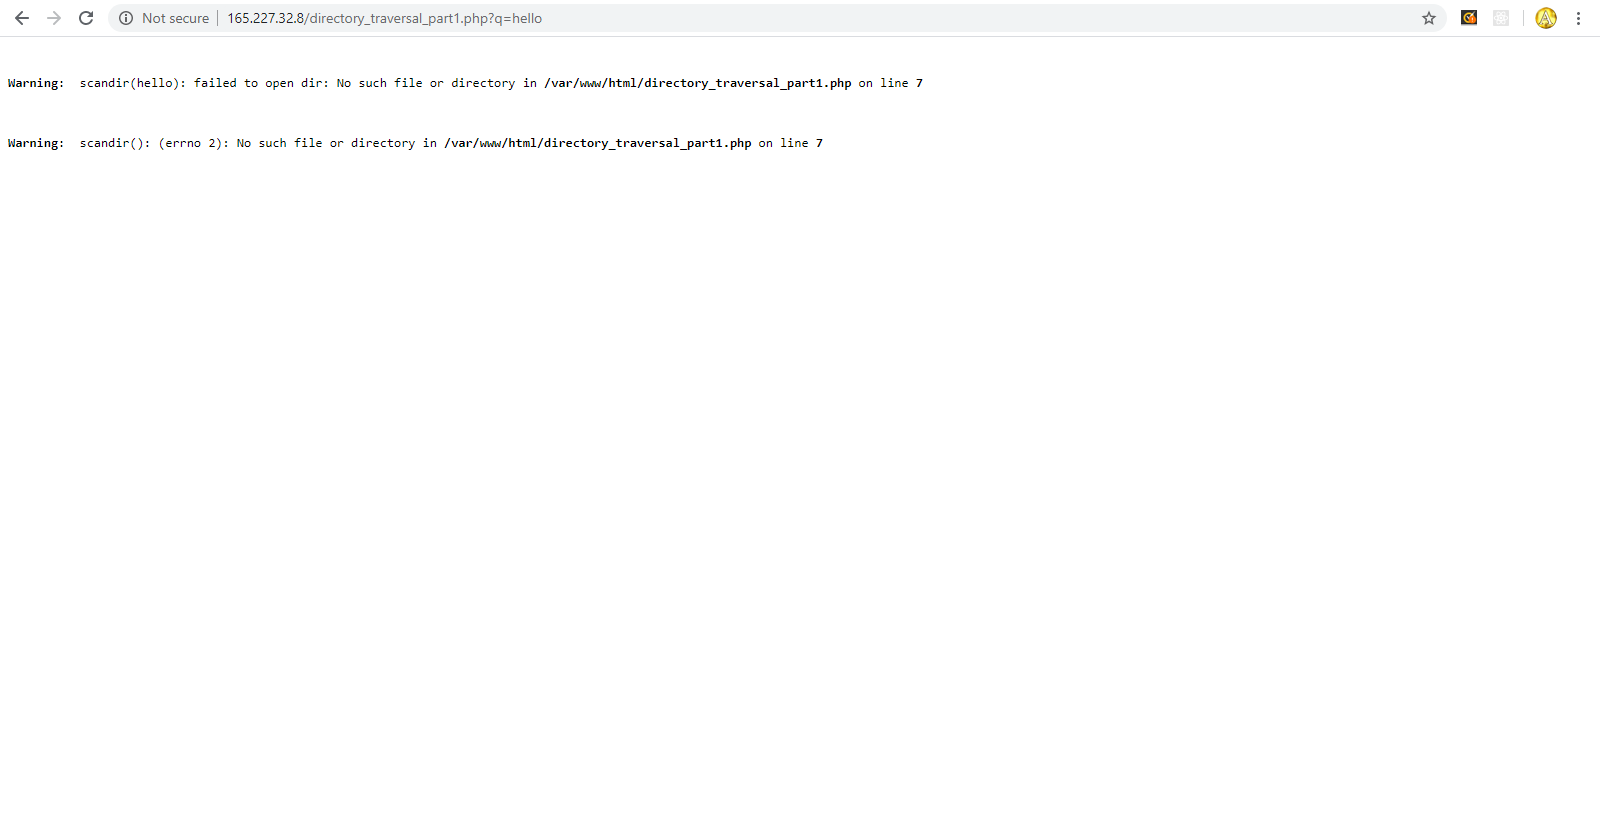 Not secure 165.227.32.8/directory_traversal_part1.php?q=hello
Warning:  scandir(hello): failed to open dir: No such file or directory in /var/www/html/directory_traversal_part1.php on line 7
Warning:  scandir(): (errno 2): No such file or directory in /var/www/html/directory_traversal_part1.php on line 7